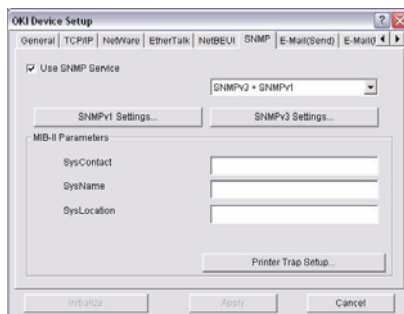 OKI Device Setup
General TCP/IP NetWare EtherTalk NetBEUI SNMP E-Mail(Send)
Use SNMP Service
SNMPv3 + SNMPv1
SNMPv1 Settings... SNMPv3 Settings...
MIB-II Parameters
SysContact
SysName
SysLocation
Printer Trap Setup...
Initialize Apply Cancel